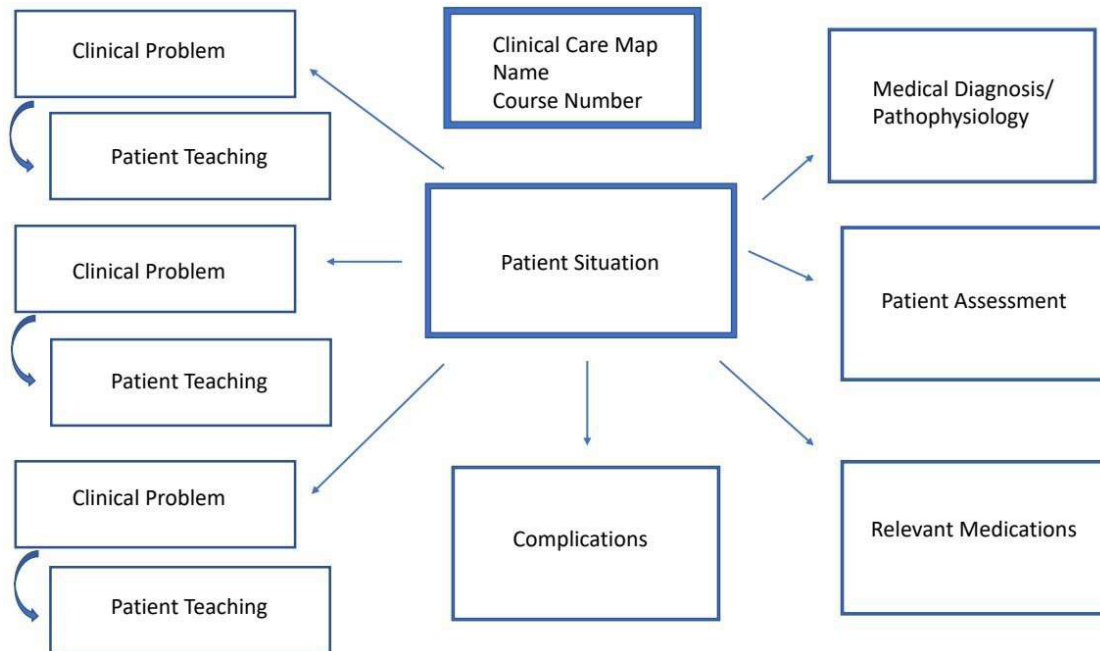 Clinical Problem
Patient Teaching
Clinical Problem
Patient Teaching
Clinical Problem
Patient Teaching
Clinical Care Map
Name
Course Number
Patient Situation
Complications
Medical Diagnosis/
Pathophysiology
Patient Assessment
Relevant Medications